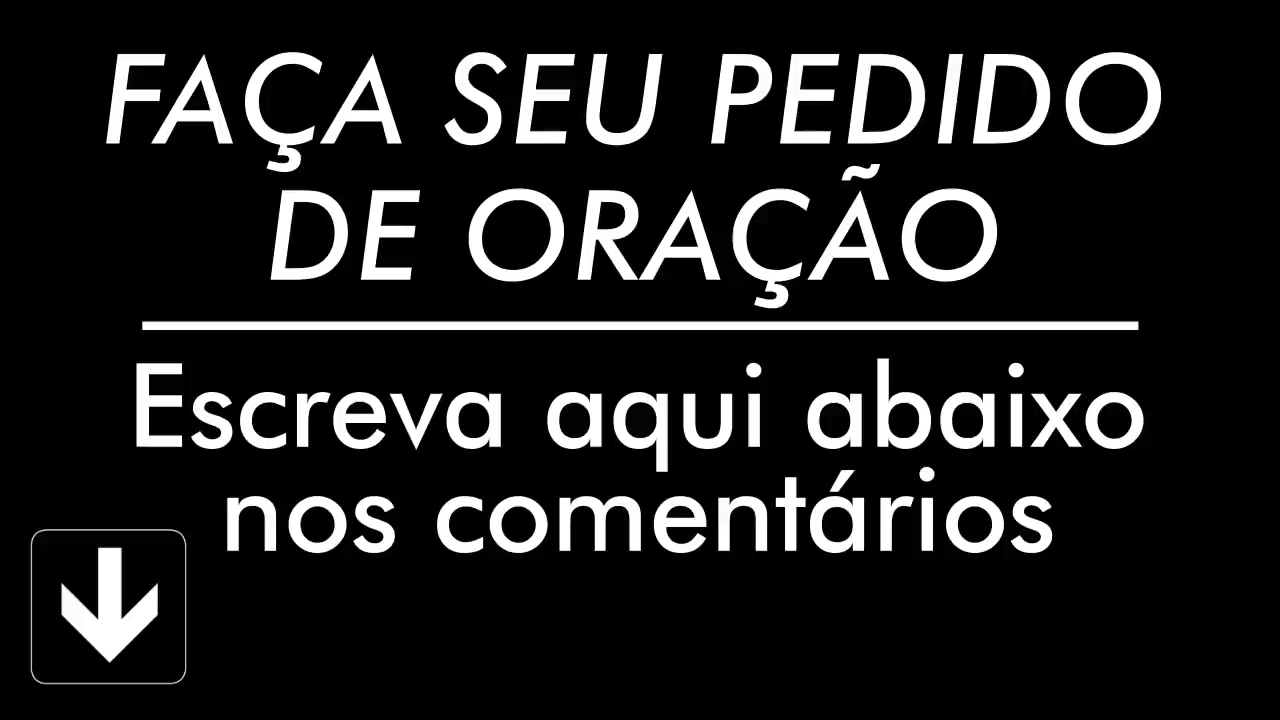 FAÇA SEU PEDIDO
DE ORAÇÃO
Escreva aqui abaixo
nos comentários